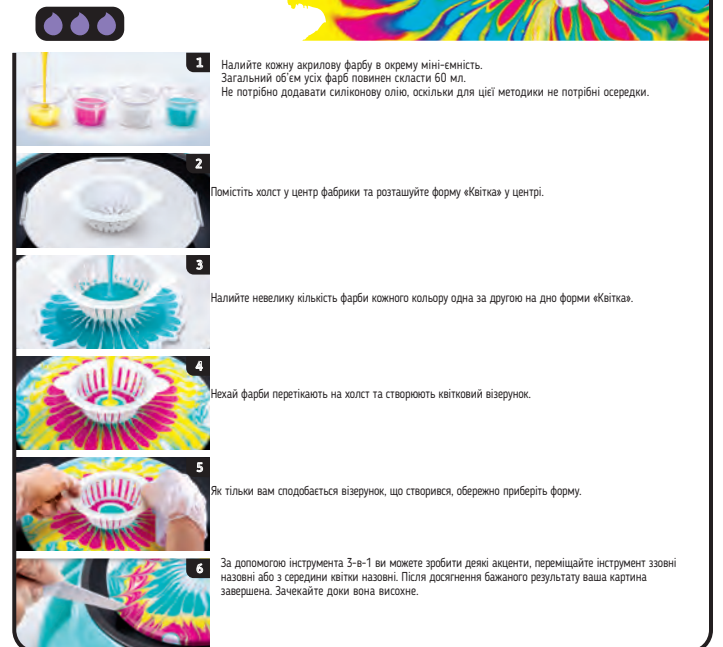 1
Налийте кожну акрилову фарбу в окрему міні-ємність.
Загальний об'єм усіх фарб повинен скласти 60 мл.
Не потрібно додавати силіконову олію, оскільки для цієї методики не потрібні осередки.
2
Помістіть холст у центр фабрики та розташуйте форму «Квітка» у центрі.
3
Налийте невелику кількість фарби кожного кольору одна за другою на дно форми «Квітка».
4
Нехай фарби перетікають на холст та створюють квітковий візерунок.
5
Як тільки вам сподобається візерунок, що створився, обережно приберіть форму.
6
За допомогою інструмента 3-в-1 ви можете зробити деякі акценти, переміщайте інструмент ззовні
назовні або з середини квітки назовні. Після досягнення бажаного результату ваша картина
завершена. Зачекайте доки вона висохне.